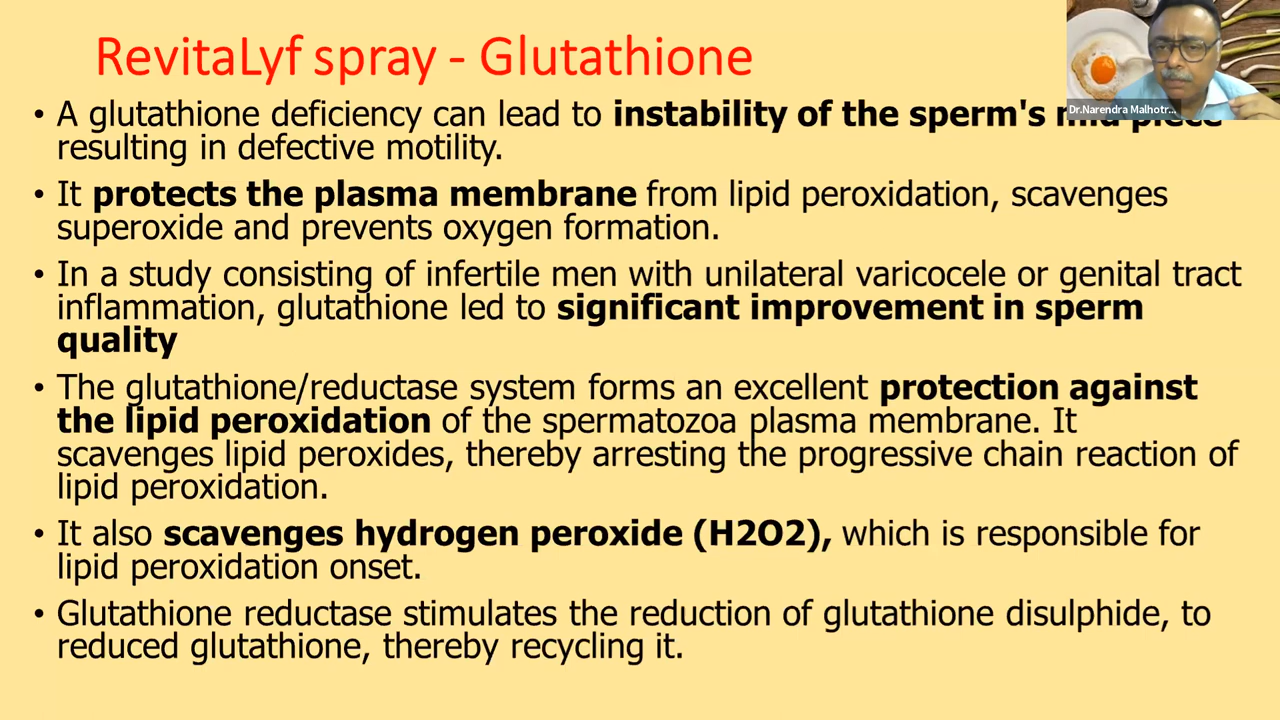 RevitaLyf spray - Glutathione
Dr.Narendra Malhotr...
• A glutathione deficiency can lead to instability of the sperm's mid piece
resulting in defective motility.
• It protects the plasma membrane from lipid peroxidation, scavenges
superoxide and prevents oxygen formation.
• In a study consisting of infertile men with unilateral varicocele or genital tract
inflammation, glutathione led to significant improvement in sperm
quality
• The glutathione/reductase system forms an excellent protection against
the lipid peroxidation of the spermatozoa plasma membrane. It
scavenges lipid peroxides, thereby arresting the progressive chain reaction of
lipid peroxidation.
• It also scavenges hydrogen peroxide (H2O2), which is responsible for
lipid peroxidation onset.
• Glutathione reductase stimulates the reduction of glutathione disulphide, to
reduced glutathione, thereby recycling it.